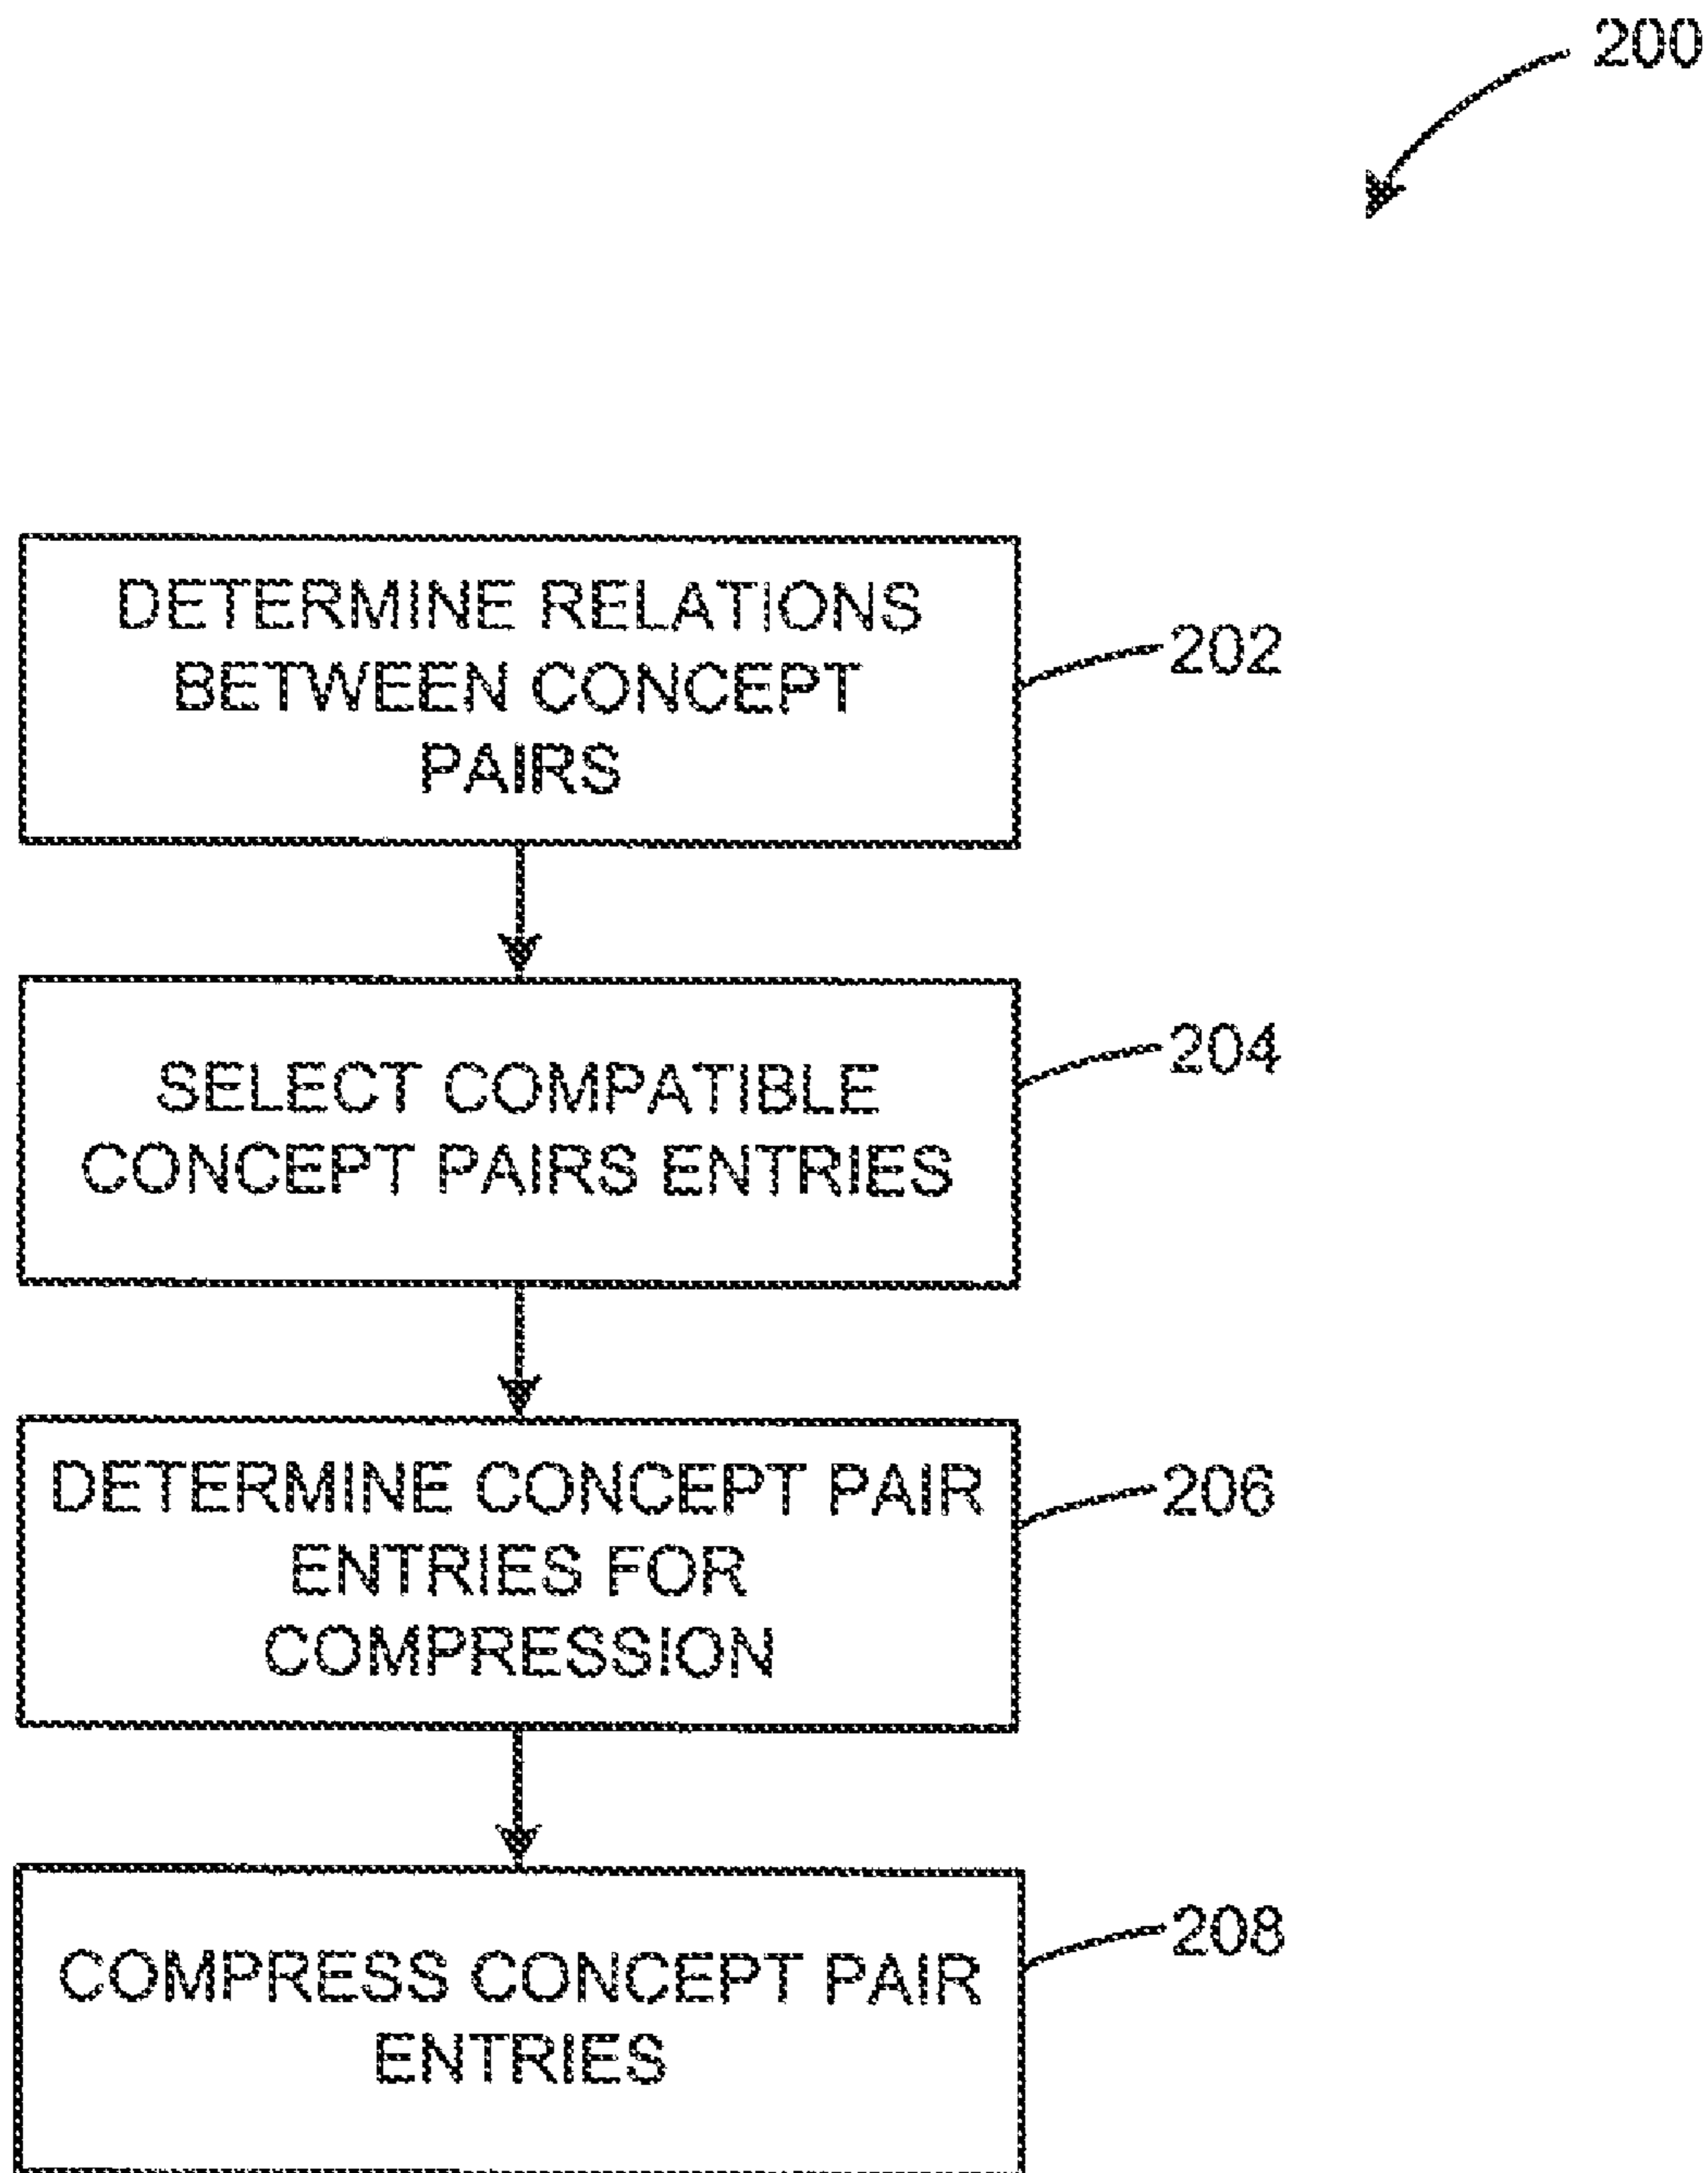 200
DETERMINE RELATIONS
BETWEEN CONCEPT
PAIRS
202
SELECT COMPATIBLE
CONCEPT PAIRS ENTRIES
204
DETERMINE CONCEPT PAIR
ENTRIES FOR
COMPRESSION
206
COMPRESS CONCEPT PAIR
ENTRIES
208